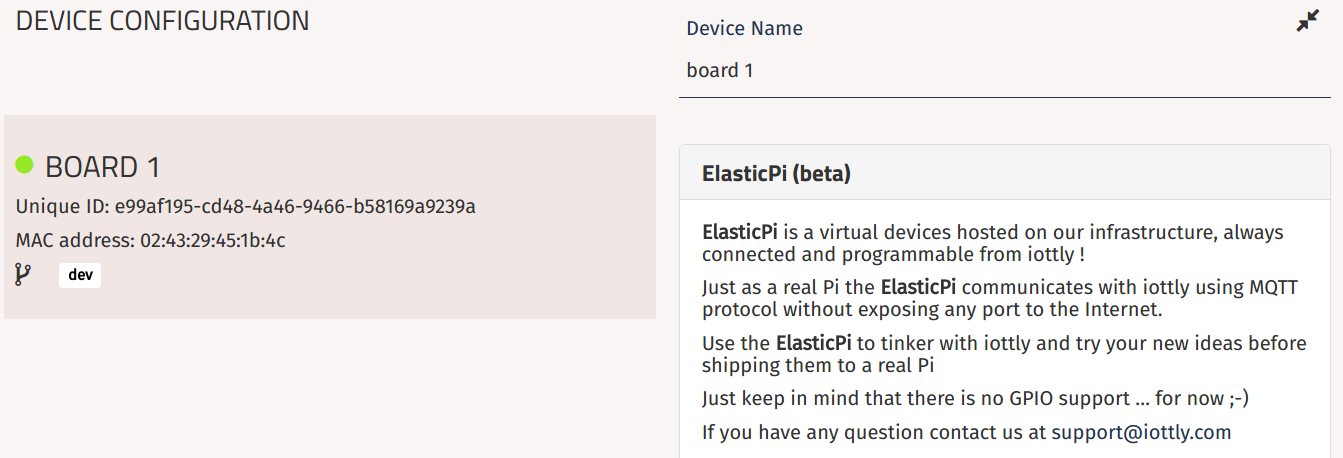 DEVICE CONFIGURATION
BOARD 1
Unique ID: e99af195-cd48-4a46-9466-b58169a9239a
MAC address: 02:43:29:45:1b:4c
dev
Device Name
board 1
ElasticPi (beta)
ElasticPi is a virtual devices hosted on our infrastructure, always
connected and programmable from iottly !
Just as a real Pi the ElasticPi communicates with iottly using MQTT
protocol without exposing any port to the Internet.
Use the ElasticPi to tinker with iottly and try your new ideas before
shipping them to a real Pi
Just keep in mind that there is no GPIO support ... for now ;-)
If you have any question contact us at support@iottly.com